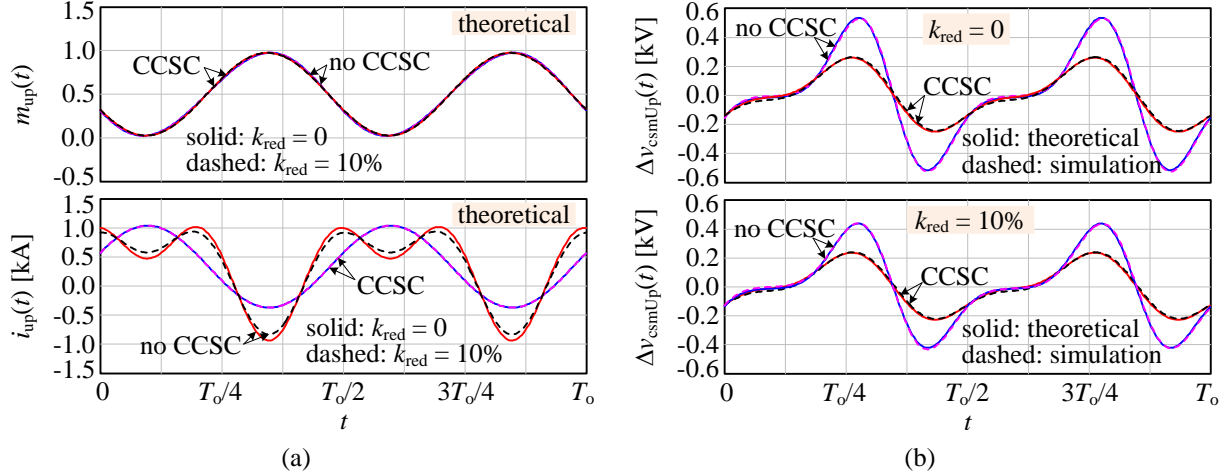 theoretical
m_up(t)
1.5
1.0
0.5
0.0
-0.5
CCSC
no CCSC
solid: k_red = 0
dashed: k_red = 10%
theoretical
i_up(t) [kA]
1.5
1.0
0.5
0.0
-0.5
-1.0
-1.5
CCSC
no CCSC
solid: k_red = 0
dashed: k_red = 10%
0 T_o/4 T_o/2 3T_o/4 T_o
t
(a)
Δv_csmUp(t) [kV]
0.6
0.4
0.2
0.0
-0.2
-0.4
-0.6
no CCSC
k_red = 0
CCSC
solid: theoretical
dashed: simulation
Δv_csmUp(t) [kV]
0.6
0.4
0.2
0.0
-0.2
-0.4
-0.6
no CCSC
k_red = 10%
CCSC
solid: theoretical
dashed: simulation
0 T_o/4 T_o/2 3T_o/4 T_o
t
(b)